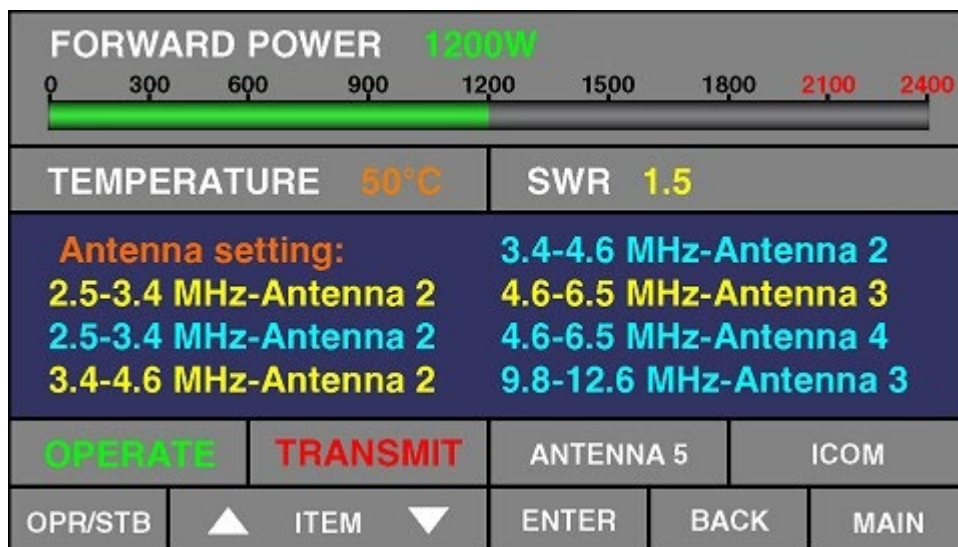 FORWARD POWER 1200W
0 300 600 900 1200 1500 1800 2100 2400
TEMPERATURE 50°C
SWR 1.5
Antenna setting:
2.5-3.4 MHz-Antenna 2
2.5-3.4 MHz-Antenna 2
3.4-4.6 MHz-Antenna 2
3.4-4.6 MHz-Antenna 2
4.6-6.5 MHz-Antenna 3
4.6-6.5 MHz-Antenna 4
9.8-12.6 MHz-Antenna 3
OPERATE TRANSMIT ANTENNA 5 ICOM
OPR/STB ITEM ENTER BACK MAIN